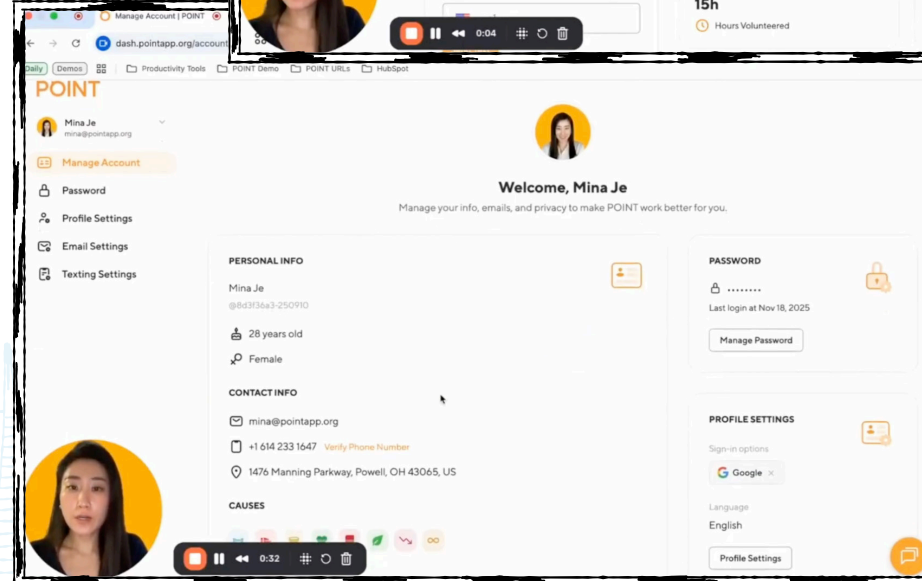 15h
Hours Volunteered
0:04
Manage Account | POINT
dash.pointapp.org/account
Daily
Demos
Productivity Tools
POINT Demo
POINT URLs
HubSpot
POINT
Mina Je
mina@pointapp.org
Manage Account
Password
Profile Settings
Email Settings
Texting Settings
Welcome, Mina Je
Manage your info, emails, and privacy to make POINT work better for you.
PERSONAL INFO
Mina Je
@8d3f36a3-250910
28 years old
Female
CONTACT INFO
mina@pointapp.org
+1 614 233 1647 Verify Phone Number
1476 Manning Parkway, Powell, OH 43065, US
CAUSES
PASSWORD
........
Last login at Nov 18, 2025
Manage Password
PROFILE SETTINGS
Sign-in options
Google
Language
English
Profile Settings
0:32